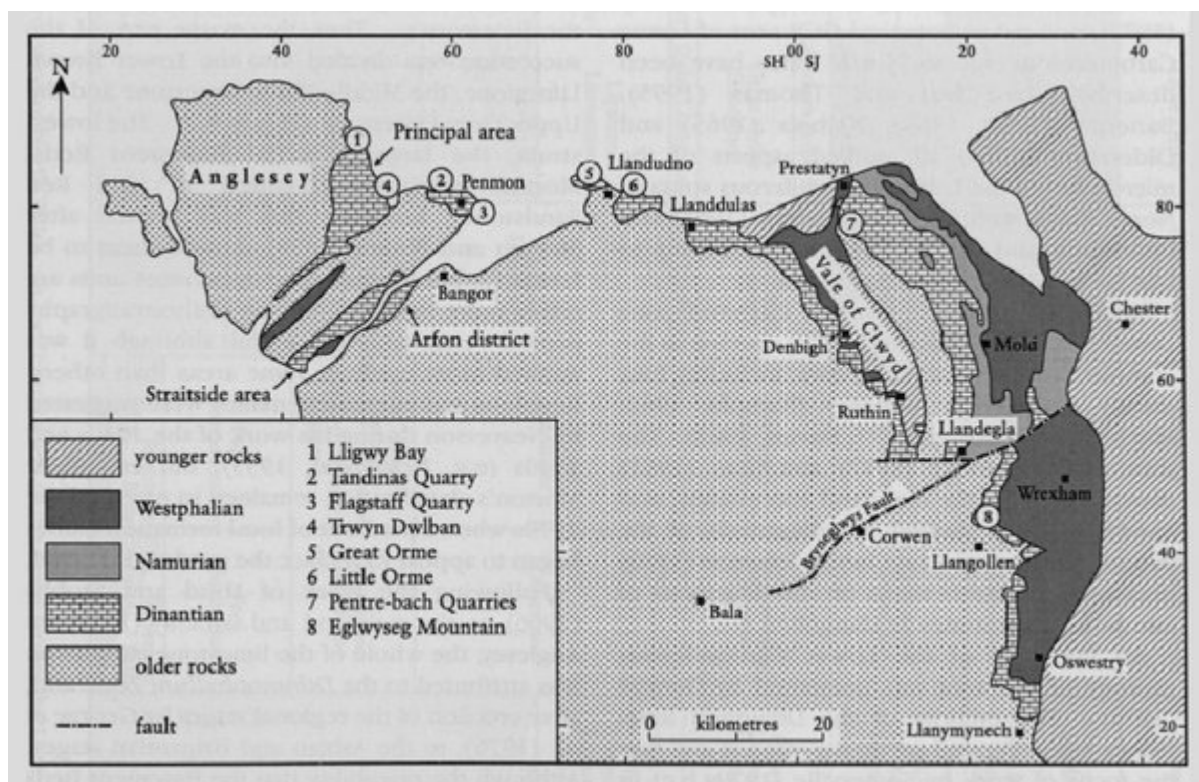 20
40
60
80
00
SH
SJ
20
40
N
Principal area
1
Anglesey
4
2
Penmon
3
5
Llandudno
6
Llanddulas
Prestatyn
80
7
Vale of Clwyd
Bangor
Arfon district
Chester
Denbigh
Mold
Straitside area
60
Ruthin
Llandegla
Wrexham
Bryneglwys Fault
8
Corwen
Llangollen
40
Bala
Oswestry
0 kilometres 20
Llanymynech
20
younger rocks
Westphalian
Namurian
Dinantian
older rocks
fault
1 Lligwy Bay
2 Tandinas Quarry
3 Flagstaff Quarry
4 Trwyn Dwlban
5 Great Orme
6 Little Orme
7 Pentre-bach Quarries
8 Eglwyseg Mountain